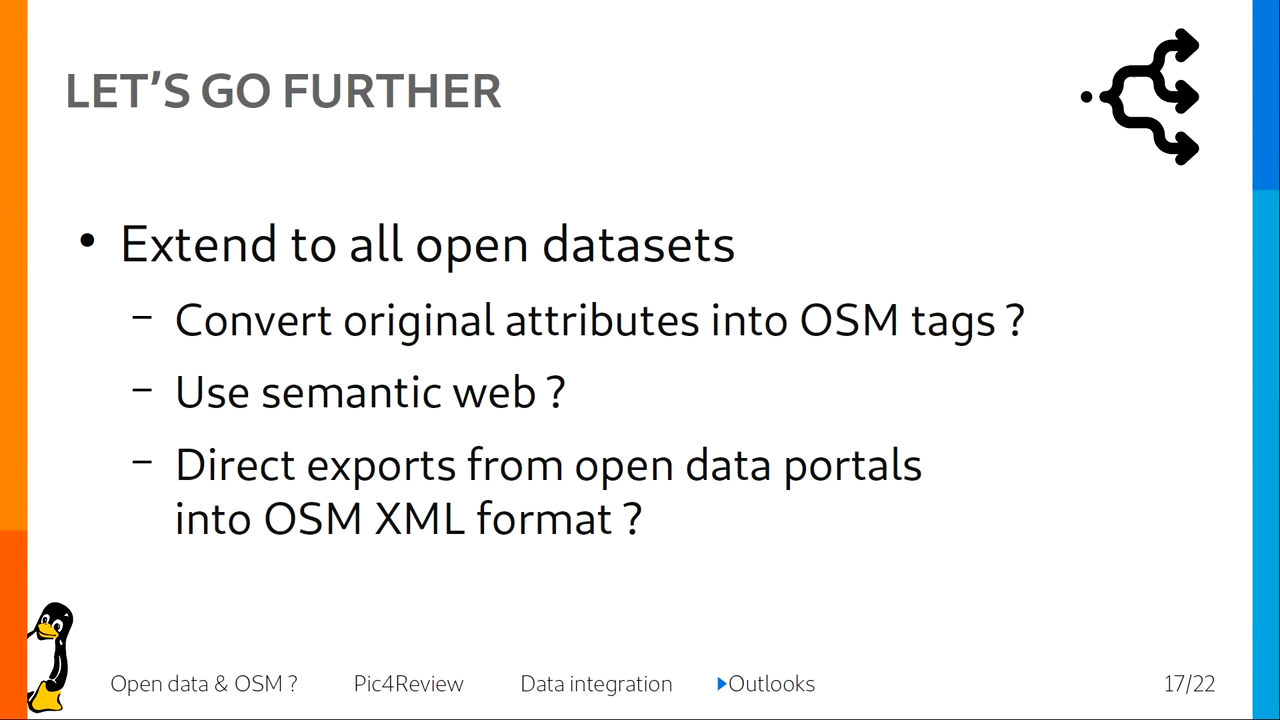 LET’S GO FURTHER
• Extend to all open datasets
– Convert original attributes into OSM tags ?
– Use semantic web ?
– Direct exports from open data portals
into OSM XML format ?
Open data & OSM ? Pic4Review Data integration Outlooks 17/22